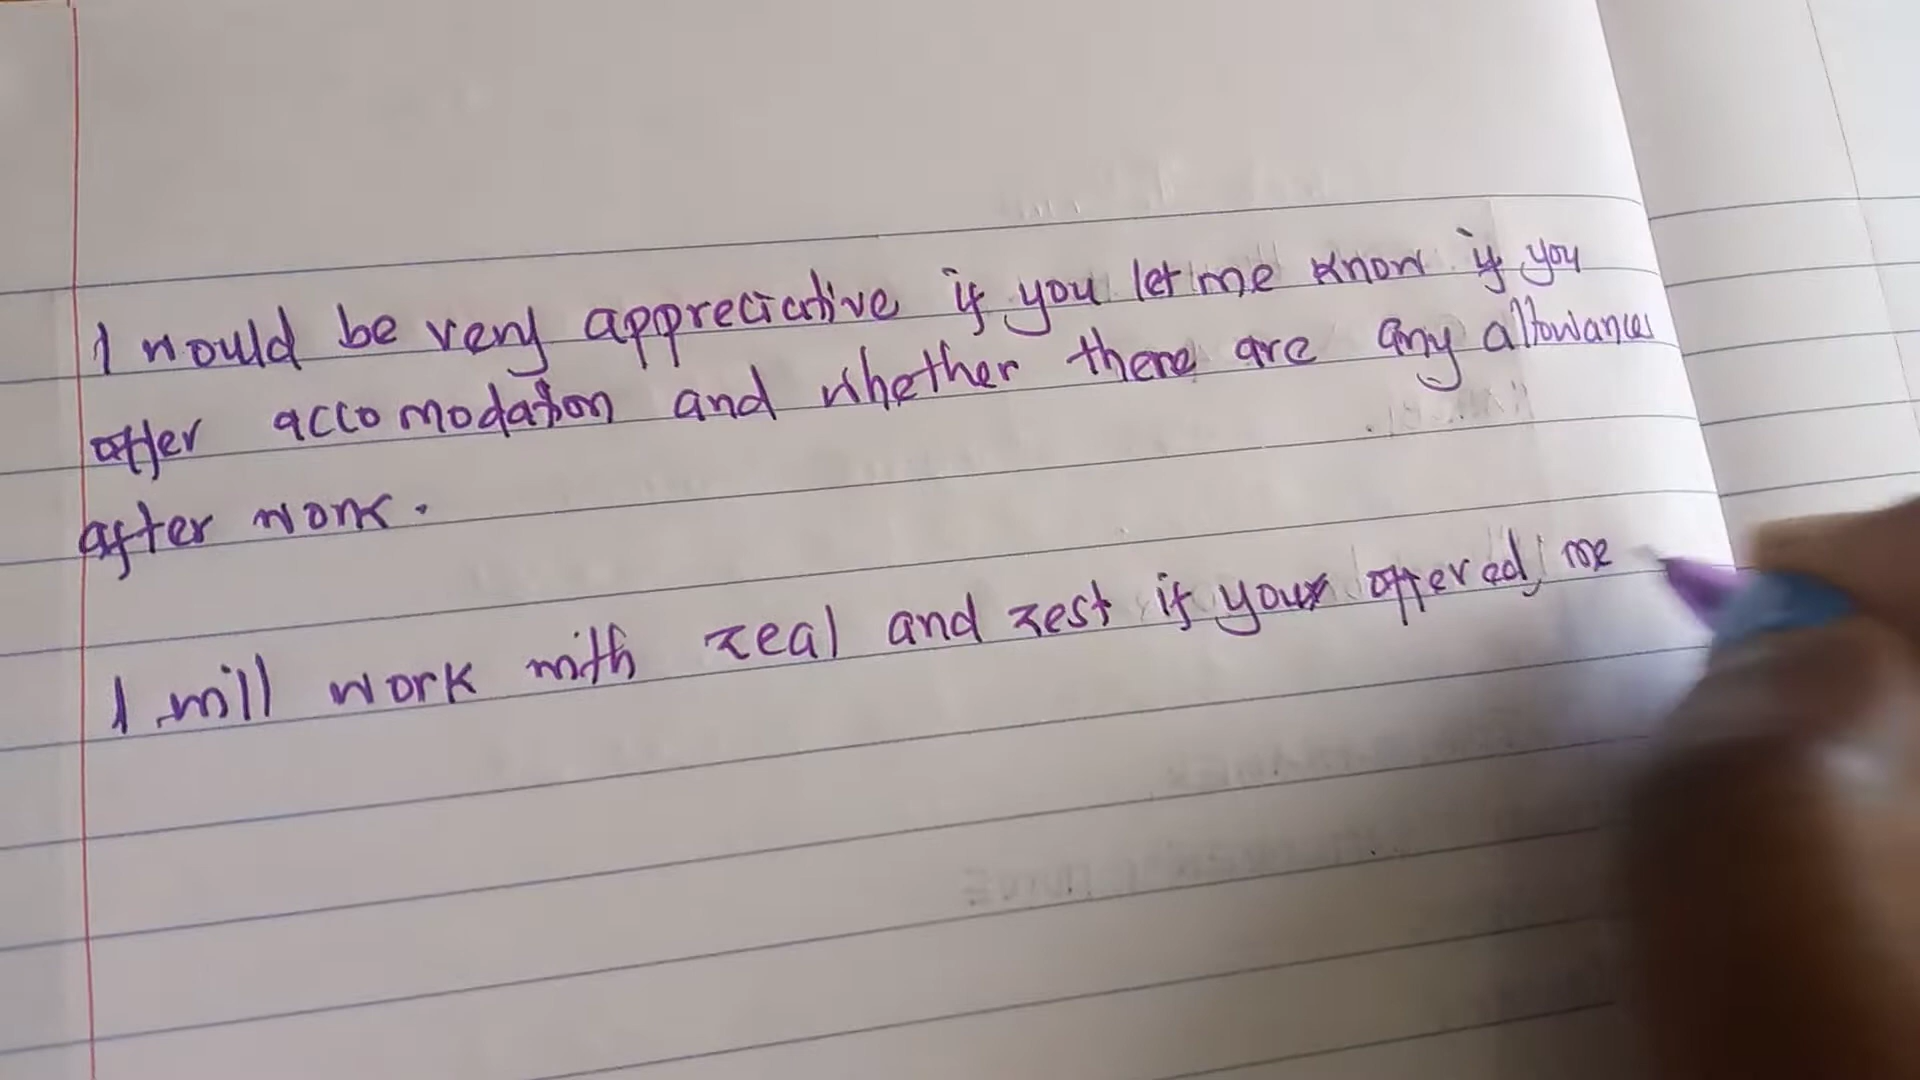 I would be very appreciative if you let me know if you
offer accomodation and whether there are any allowances
after work.
I will work with zeal and zest if you offered me